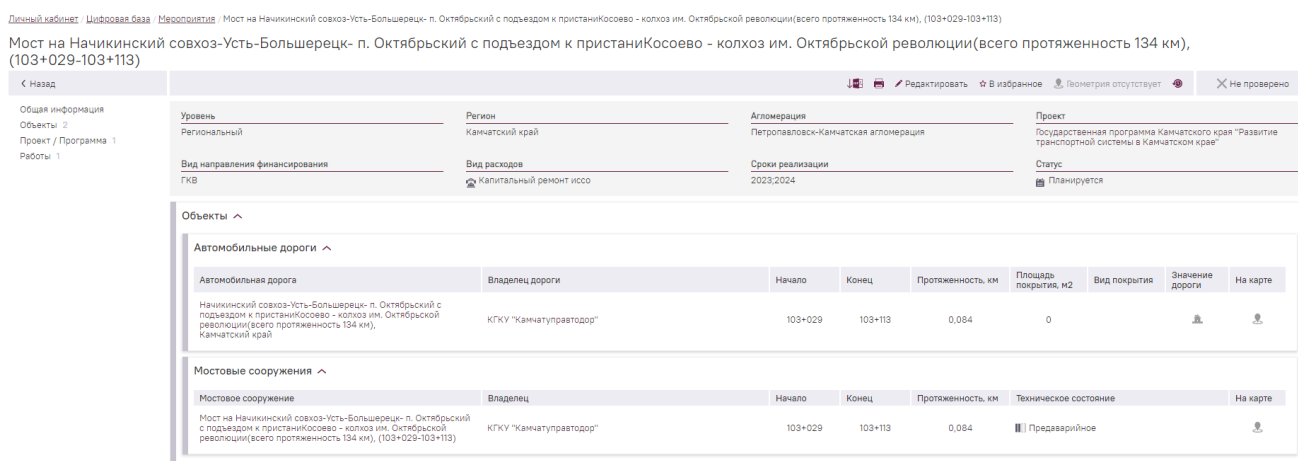 Личный кабинет / Цифровая база / Мероприятия / Мост на Начикинский совхоз-Усть-Большерецк- п. Октябрьский с подъездом к пристаниКосоево - колхоз им. Октябрьской революции(всего протяженность 134 км), (103+029-103+113)
Мост на Начикинский совхоз-Усть-Большерецк- п. Октябрьский с подъездом к пристаниКосоево - колхоз им. Октябрьской революции(всего протяженность 134 км),
(103+029-103+113)
Назад
Редактировать В избранное Геометрия отсутствует Не проверено
Общая информация
Объекты 2
Проект / Программа 1
Работы 1
Уровень Регион Агломерация Проект
Региональный Камчатский край Петропавловск-Камчатская агломерация Государственная программа Камчатского края "Развитие
транспортной системы в Камчатском крае"
Вид направления финансирования Вид расходов Сроки реализации Статус
ГКВ Капитальный ремонт иссо 2023;2024 Планируется
Объекты
Автомобильные дороги
Автомобильная дорога Владелец дороги Начало Конец Протяженность, км Площадь
покрытия, м2 Вид покрытия Значение
дороги На карте
Начикинский совхоз-Усть-Большерецк- п. Октябрьский с
подъездом к пристаниКосоево - колхоз им. Октябрьской
революции(всего протяженность 134 км),
Камчатский край
КГКУ "Камчатуправтодор" 103+029 103+113 0,084 0
Мостовые сооружения
Мостовое сооружение Владелец Начало Конец Протяженность, км Техническое состояние На карте
Мост на Начикинский совхоз-Усть-Большерецк- п. Октябрьский
с подъездом к пристаниКосоево - колхоз им. Октябрьской
революции(всего протяженность 134 км), (103+029-103+113)
КГКУ "Камчатуправтодор" 103+029 103+113 0,084 Предаварийное